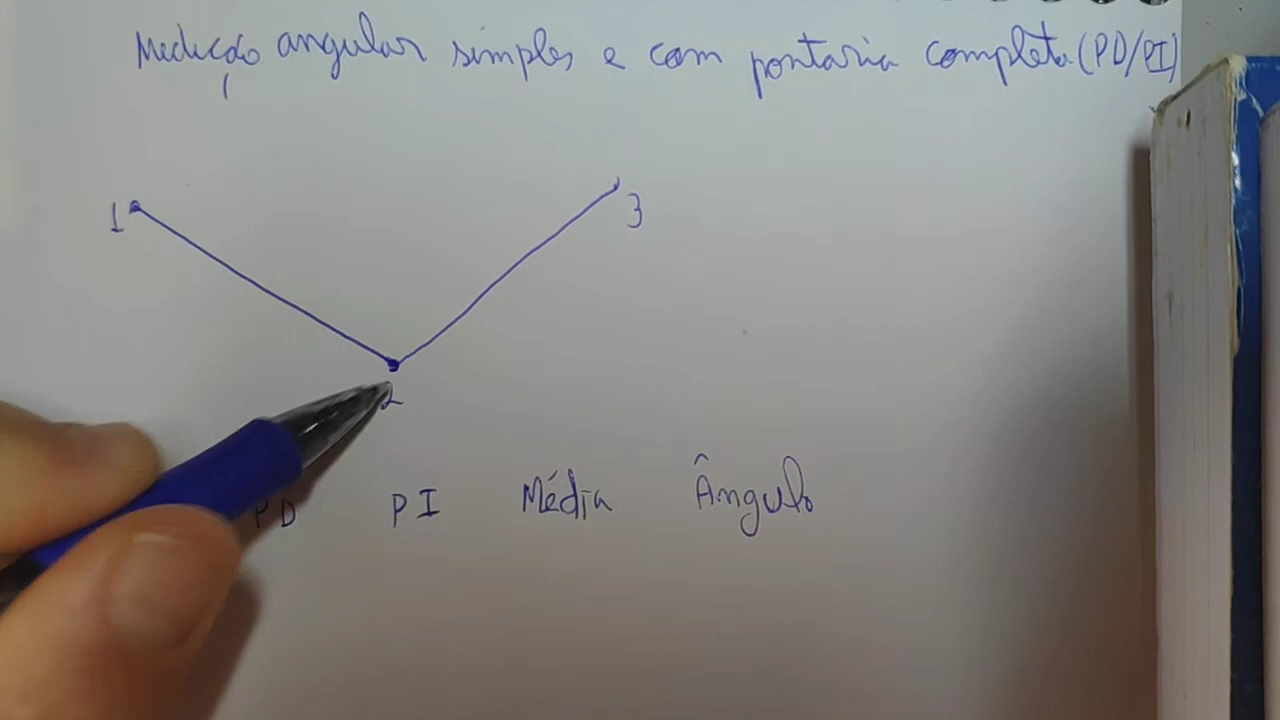 Medição angular simples e com pontaria completa (PD/PI)
1
3
2
PD PI Média Ângulo